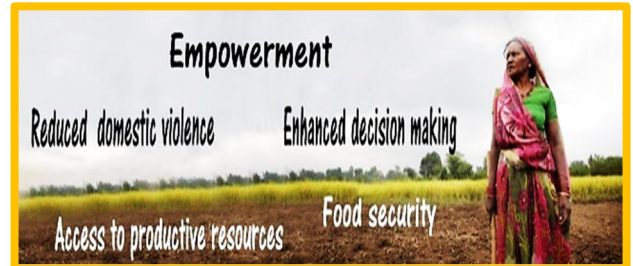 Empowerment
Reduced domestic violence
Enhanced decision making
Food security
Access to productive resources